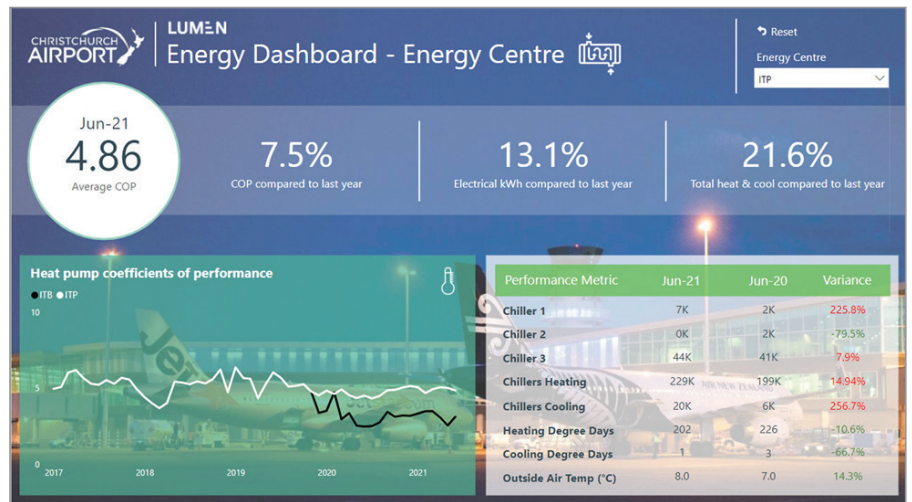 CHRISTCHURCH
AIRPORT
LUMEN
Energy Dashboard - Energy Centre
Reset
Energy Centre
ITP
Jun-21
4.86
Average COP
7.5%
COP compared to last year
13.1%
Electrical kWh compared to last year
21.6%
Total heat & cool compared to last year
Heat pump coefficients of performance
ITB ITP
10
5
0
2017 2018 2019 2020 2021
Performance Metric Jun-21 Jun-20 Variance
Chiller 1 7K 2K 225.8%
Chiller 2 0K 2K -79.5%
Chiller 3 44K 41K 7.9%
Chillers Heating 229K 199K 14.94%
Chillers Cooling 20K 6K 256.7%
Heating Degree Days 202 226 -10.6%
Cooling Degree Days 1 3 -66.7%
Outside Air Temp (°C) 8.0 7.0 14.3%
Jet
AIR NEW ZEALAND